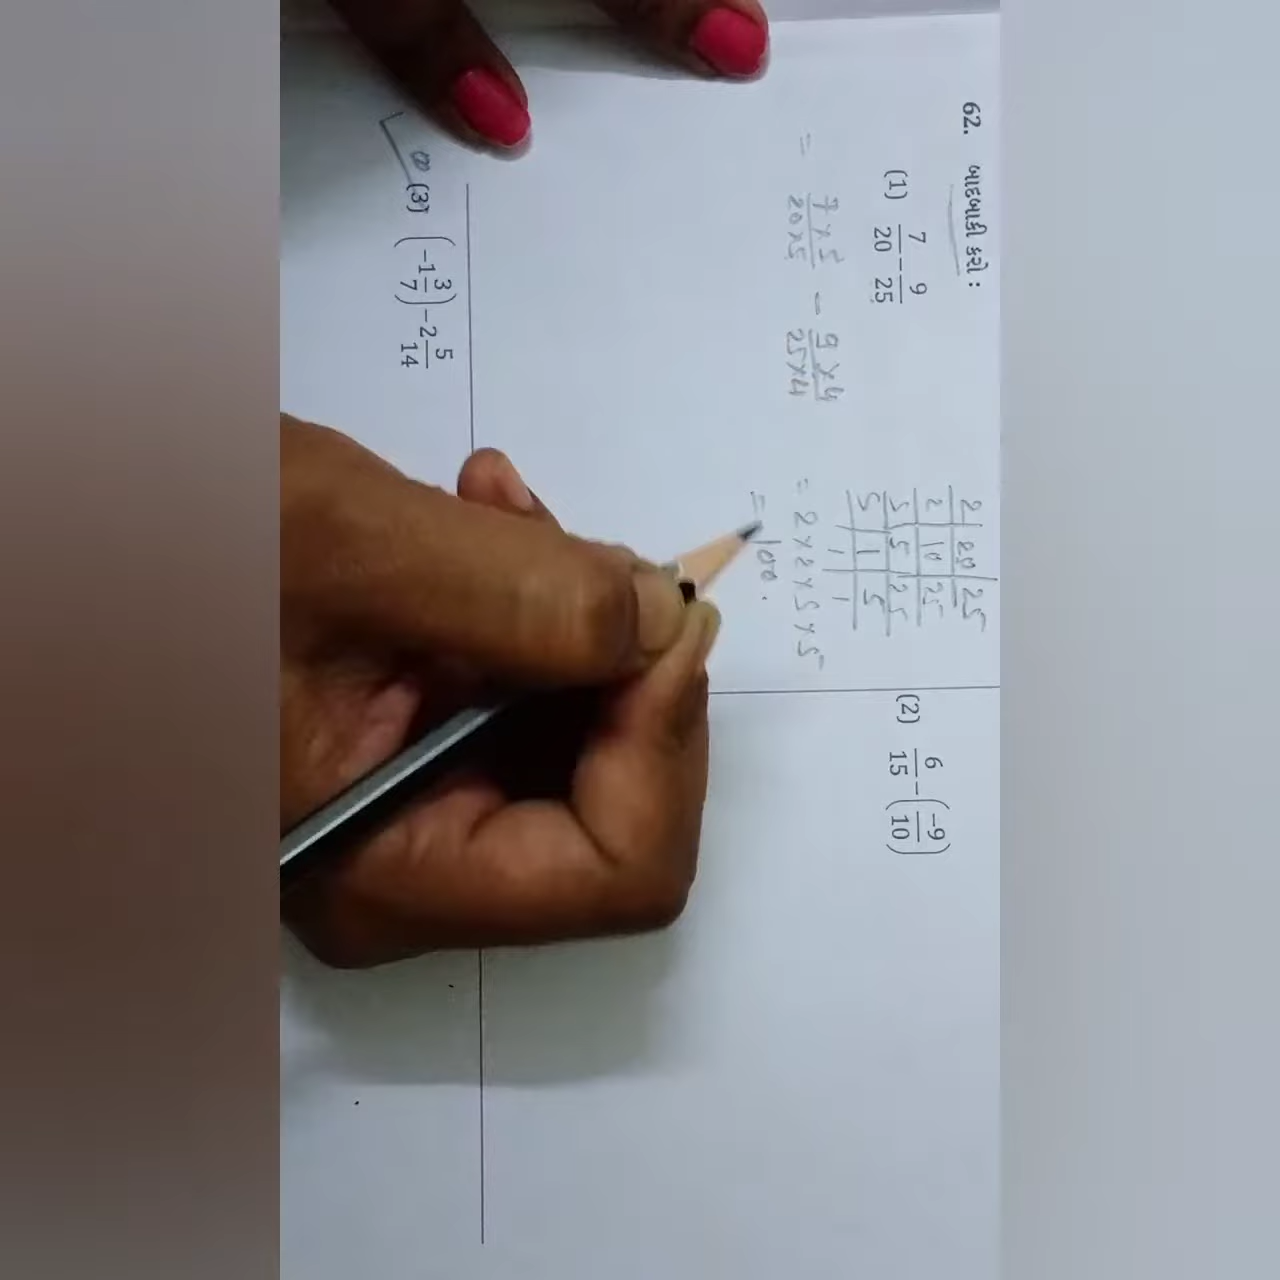 62. બાદબાકી કરો :
(1) 7/20 − 9/25
= 7×5/20×5 − 9×4/25×4
2 | 20 | 25
2 | 10 | 25
5 | 5 | 25
5 | 1 | 5
1 | 1
= 2×2×5×5
= 100.
(2) 6/15 − (−9/10)
(3) (−1 3/7) − 2 5/14